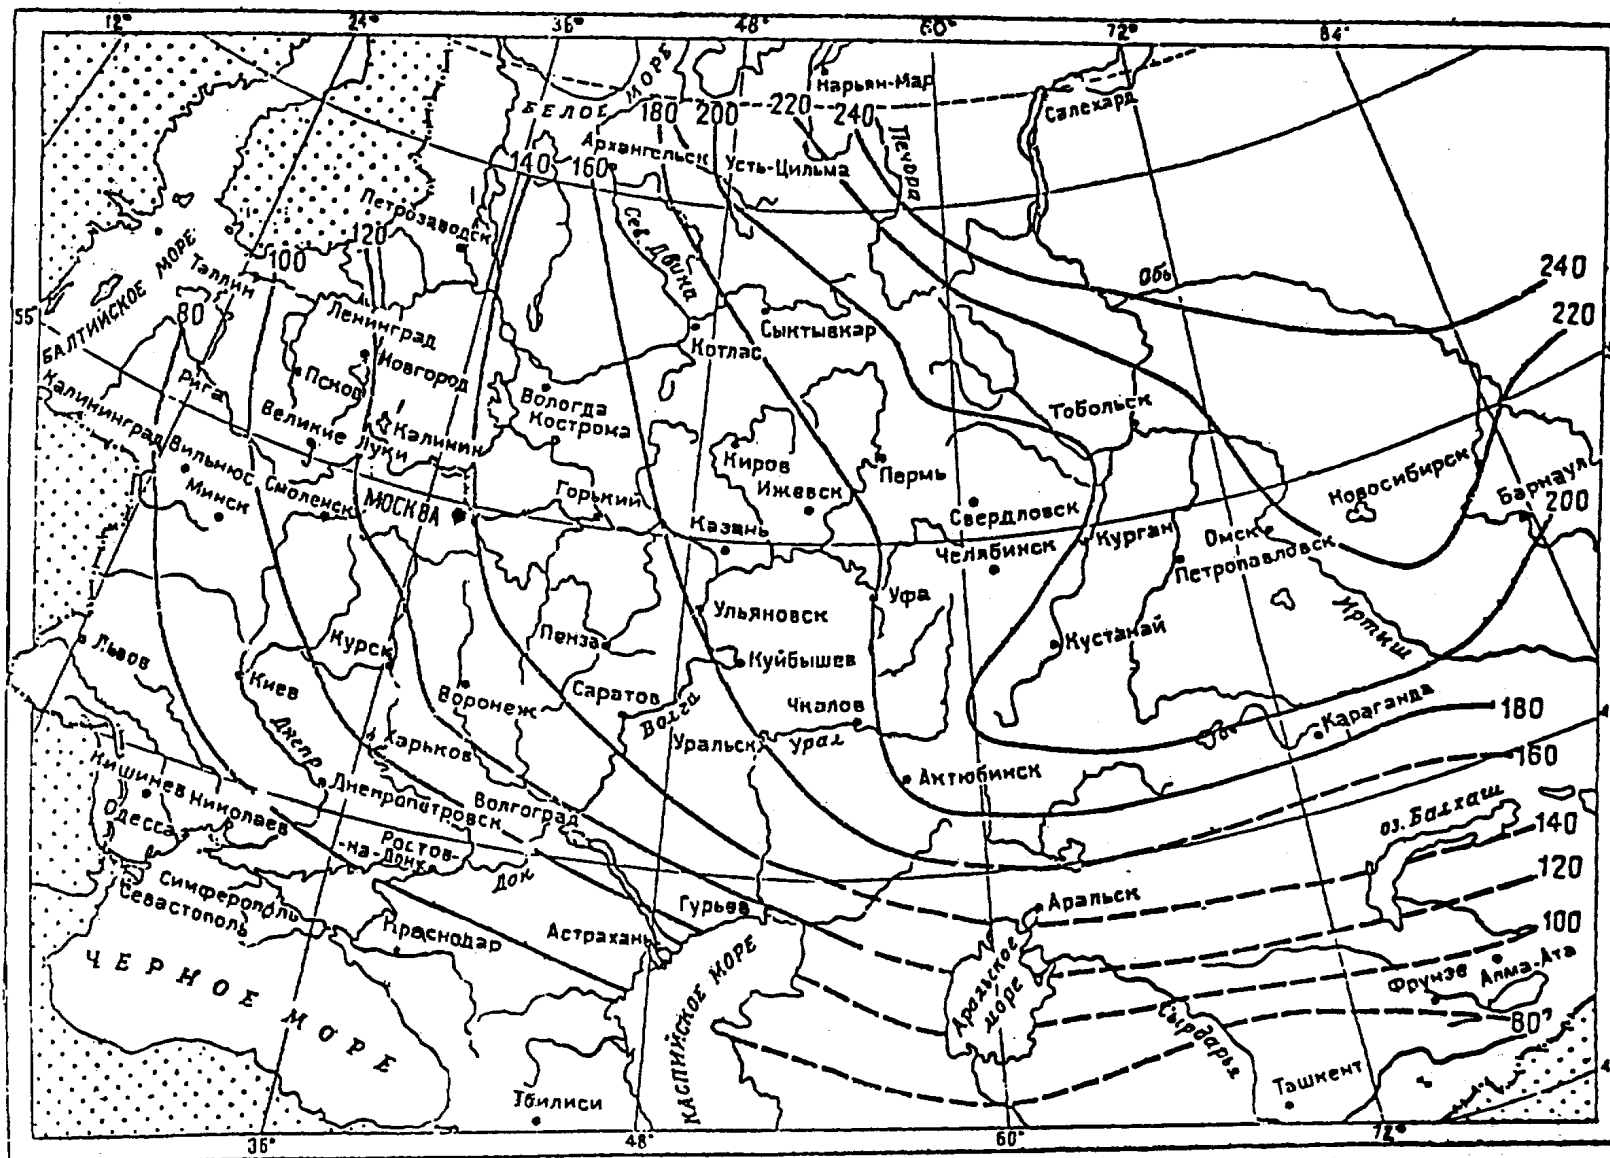 12°
24°
36°
48°
60°
72°
84°
БЕЛОЕ МОРЕ
Нарьян-Мар
Салехард
180
200
220
240
Печора
140
160
Архангельск
Усть-Цильма
Петрозаводск
Сев. Двина
120
100
Таллин
БАЛТИЙСКОЕ МОРЕ
Обь
240
220
55
80
Ленинград
Сыктывкар
Котлас
Новгород
Псков
Рига
Вологда
Кострома
Тобольск
Калининград
Великие Луки
Калинин
Киров
Пермь
Вильнюс
Ижевск
Новосибирск
Барнаул
Минск
Смоленск
МОСКВА
Горький
Свердловск
200
Казань
Челябинск
Курган
Омск
Петропавловск
Уфа
Ульяновск
Иртыш
Пенза
Кустанай
Львов
Курск
Куйбышев
Киев
Воронеж
Саратов
Волга
Чкалов
Караганда
180
Днепр
Харьков
Уральск
Урал
Актюбинск
160
Кишинев
Николаев
Днепропетровск
Волгоград
Одесса
оз. Балхаш
140
Ростов-
-на-Дону
Дон
120
Симферополь
Севастополь
Гурьев
Аральск
100
Краснодар
Астрахань
Фрунзе
Алма-Ата
ЧЕРНОЕ МОРЕ
КАСПИЙСКОЕ МОРЕ
Аральское
море
Сырдарья
80
Ташкент
Тбилиси
36°
48°
60°
72°